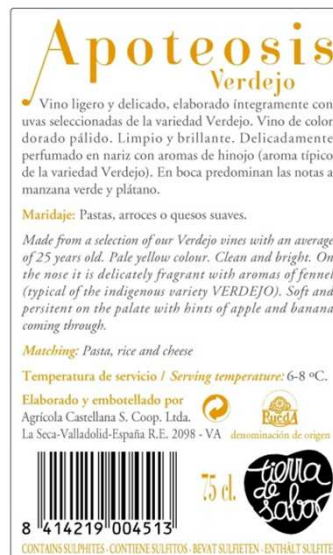 Apoteosis
Verdejo
Vino ligero y delicado, elaborado íntegramente con
uvas seleccionadas de la variedad Verdejo. Vino de color
dorado pálido. Limpio y brillante. Delicadamente
perfumado en nariz con aromas de hinojo (aroma típico
de la variedad Verdejo). En boca predominan las notas a
manzana verde y plátano.
Maridaje: Pastas, arroces o quesos suaves.
Made from a selection of our Verdejo vines with an average
of 25 years old. Pale yellow colour. Clean and bright. On
the nose it is delicately fragrant with aromas of fennel
(typical of the indigenous variety VERDEJO). Soft and
persitent on the palate with hints of apple and banana
coming through.
Matching: Pasta, rice and cheese
Temperatura de servicio / Serving temperature: 6-8 ºC.
Elaborado y embotellado por
Agrícola Castellana S. Coop. Ltda.
La Seca-Valladolid-España R.E. 2098 - VA
RuedA
denominación de origen
8 414219 004513
75 cl.
tierra
de
sabor
CONTAINS SULPHITES - CONTIENE SULFITOS - BEVAT SULFIETEN - ENTHÄLT SULFITE